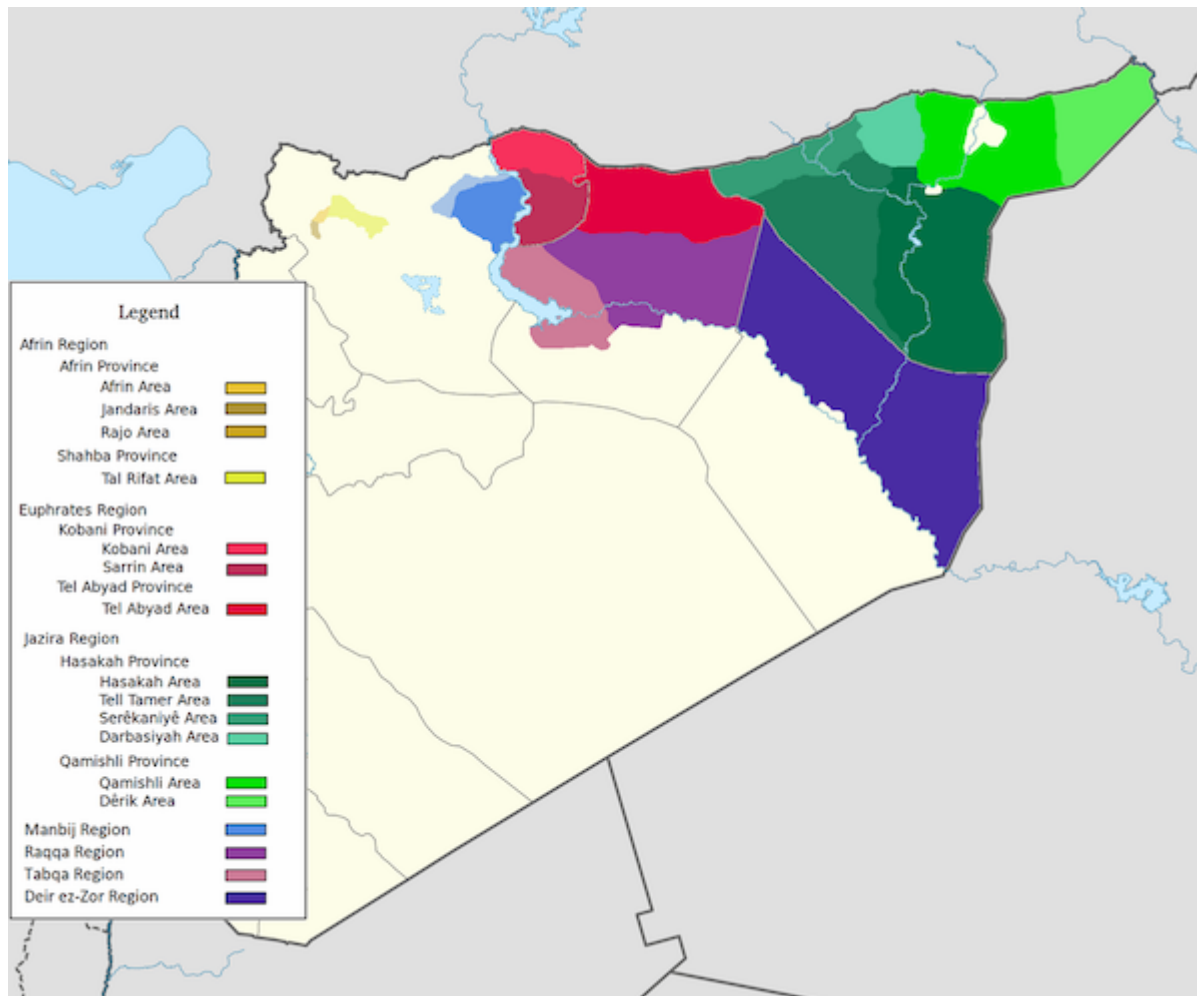 Legend
Afrin Region
Afrin Province
Afrin Area
Jandaris Area
Rajo Area
Shahba Province
Tal Rifat Area
Euphrates Region
Kobani Province
Kobani Area
Sarrin Area
Tel Abyad Province
Tel Abyad Area
Jazira Region
Hasakah Province
Hasakah Area
Tell Tamer Area
Serêkaniyê Area
Darbasiyah Area
Qamishli Province
Qamishli Area
Dêrik Area
Manbij Region
Raqqa Region
Tabqa Region
Deir ez-Zor Region